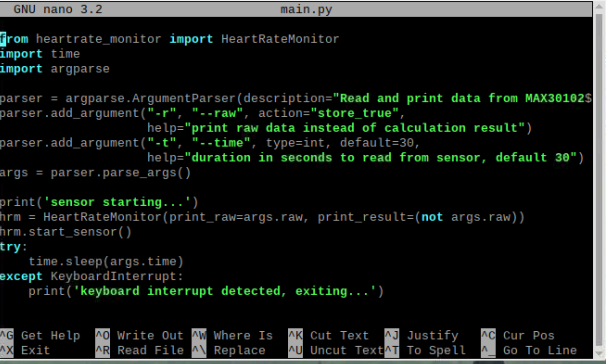 GNU nano 3.2 main.py
from heartrate_monitor import HeartRateMonitor
import time
import argparse
parser = argparse.ArgumentParser(description="Read and print data from MAX30102$
parser.add_argument("-r", "--raw", action="store_true",
help="print raw data instead of calculation result")
parser.add_argument("-t", "--time", type=int, default=30,
help="duration in seconds to read from sensor, default 30")
args = parser.parse_args()
print('sensor starting...')
hrm = HeartRateMonitor(print_raw=args.raw, print_result=(not args.raw))
hrm.start_sensor()
try:
time.sleep(args.time)
except KeyboardInterrupt:
print('keyboard interrupt detected, exiting...')
^G Get Help ^O Write Out ^W Where Is ^K Cut Text ^J Justify ^C Cur Pos
^X Exit ^R Read File ^\ Replace ^U Uncut Text ^T To Spell ^_ Go To Line